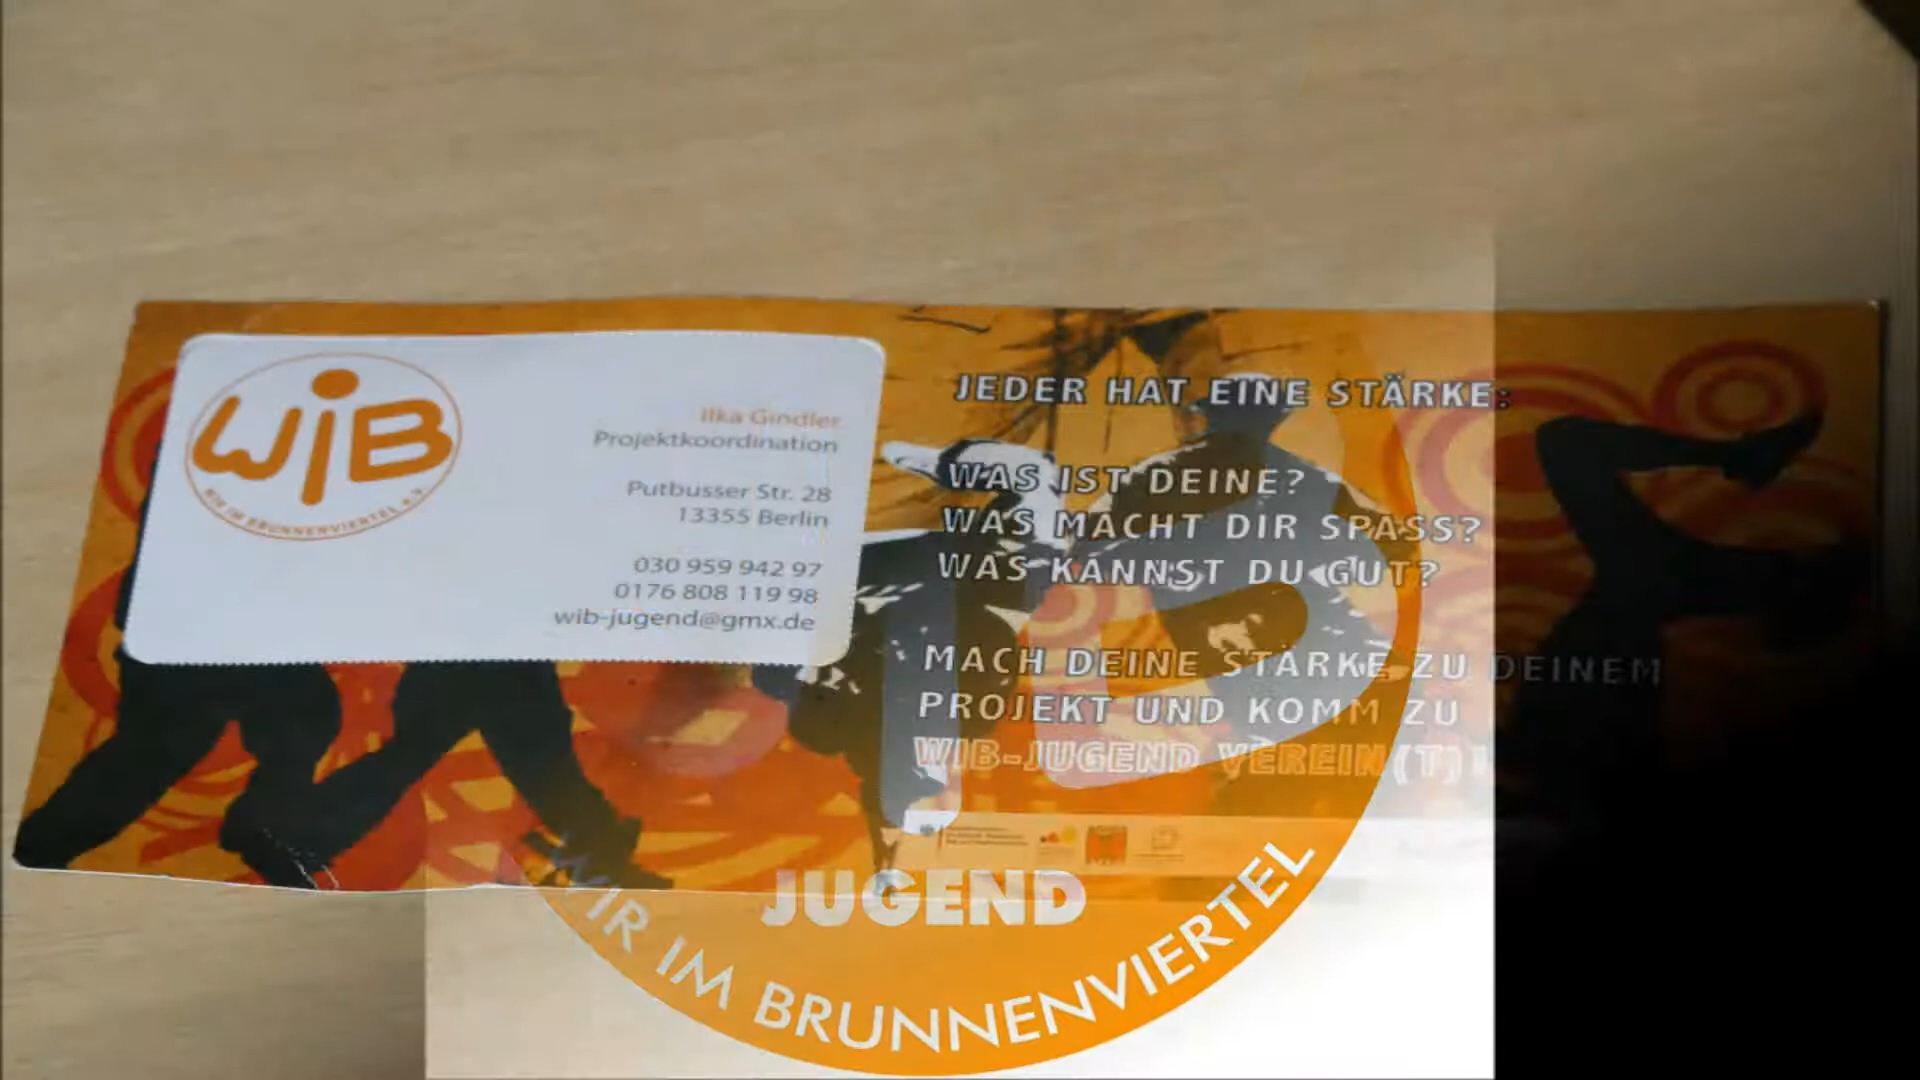 WiB
WIR IM BRUNNENVIERTEL e.V.
Ilka Gindler
Projektkoordination
Putbusser Str. 28
13355 Berlin
030 959 942 97
0176 808 119 98
wib-jugend@gmx.de
JEDER HAT EINE STÄRKE:
WAS IST DEINE?
WAS MACHT DIR SPASS?
WAS KANNST DU GUT?
MACH DEINE STÄRKE ZU DEINEM
PROJEKT UND KOMM ZU
WIB-JUGEND VEREIN(T)!
JUGEND
WIR IM BRUNNENVIERTEL